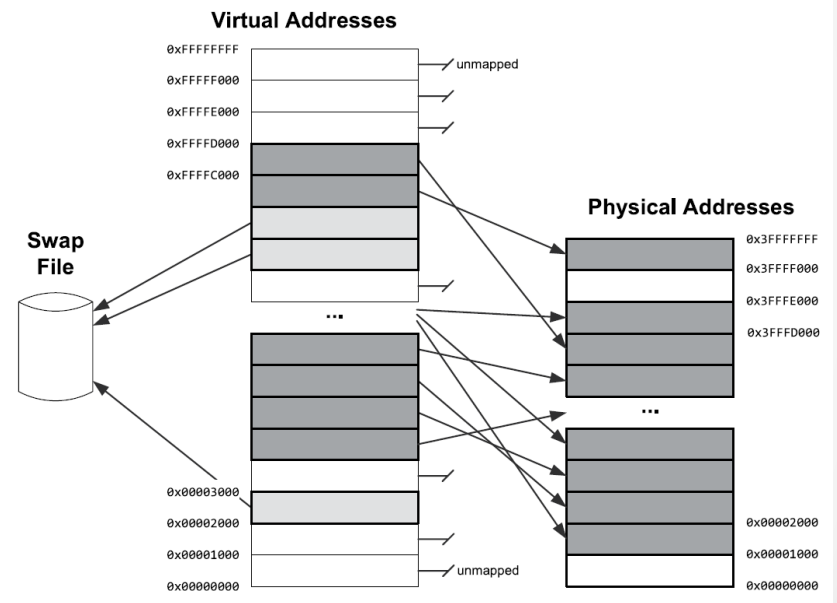 Virtual Addresses
0xFFFFFFFF
unmapped
0xFFFFF000
0xFFFFE000
0xFFFFD000
0xFFFFC000
Swap
File
Physical Addresses
0x3FFFFFFF
0x3FFFF000
0x3FFFE000
0x3FFFD000
...
...
0x00003000
0x00002000
0x00001000
0x00000000
unmapped
0x00002000
0x00001000
0x00000000